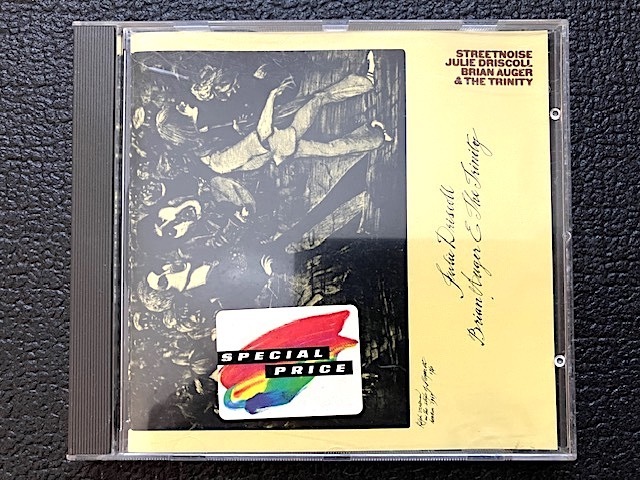 STREETNOISE
JULIE DRISCOLL
BRIAN AUGER
& THE TRINITY
Julie Driscoll
Brian Auger & The Trinity
SPECIAL
PRICE